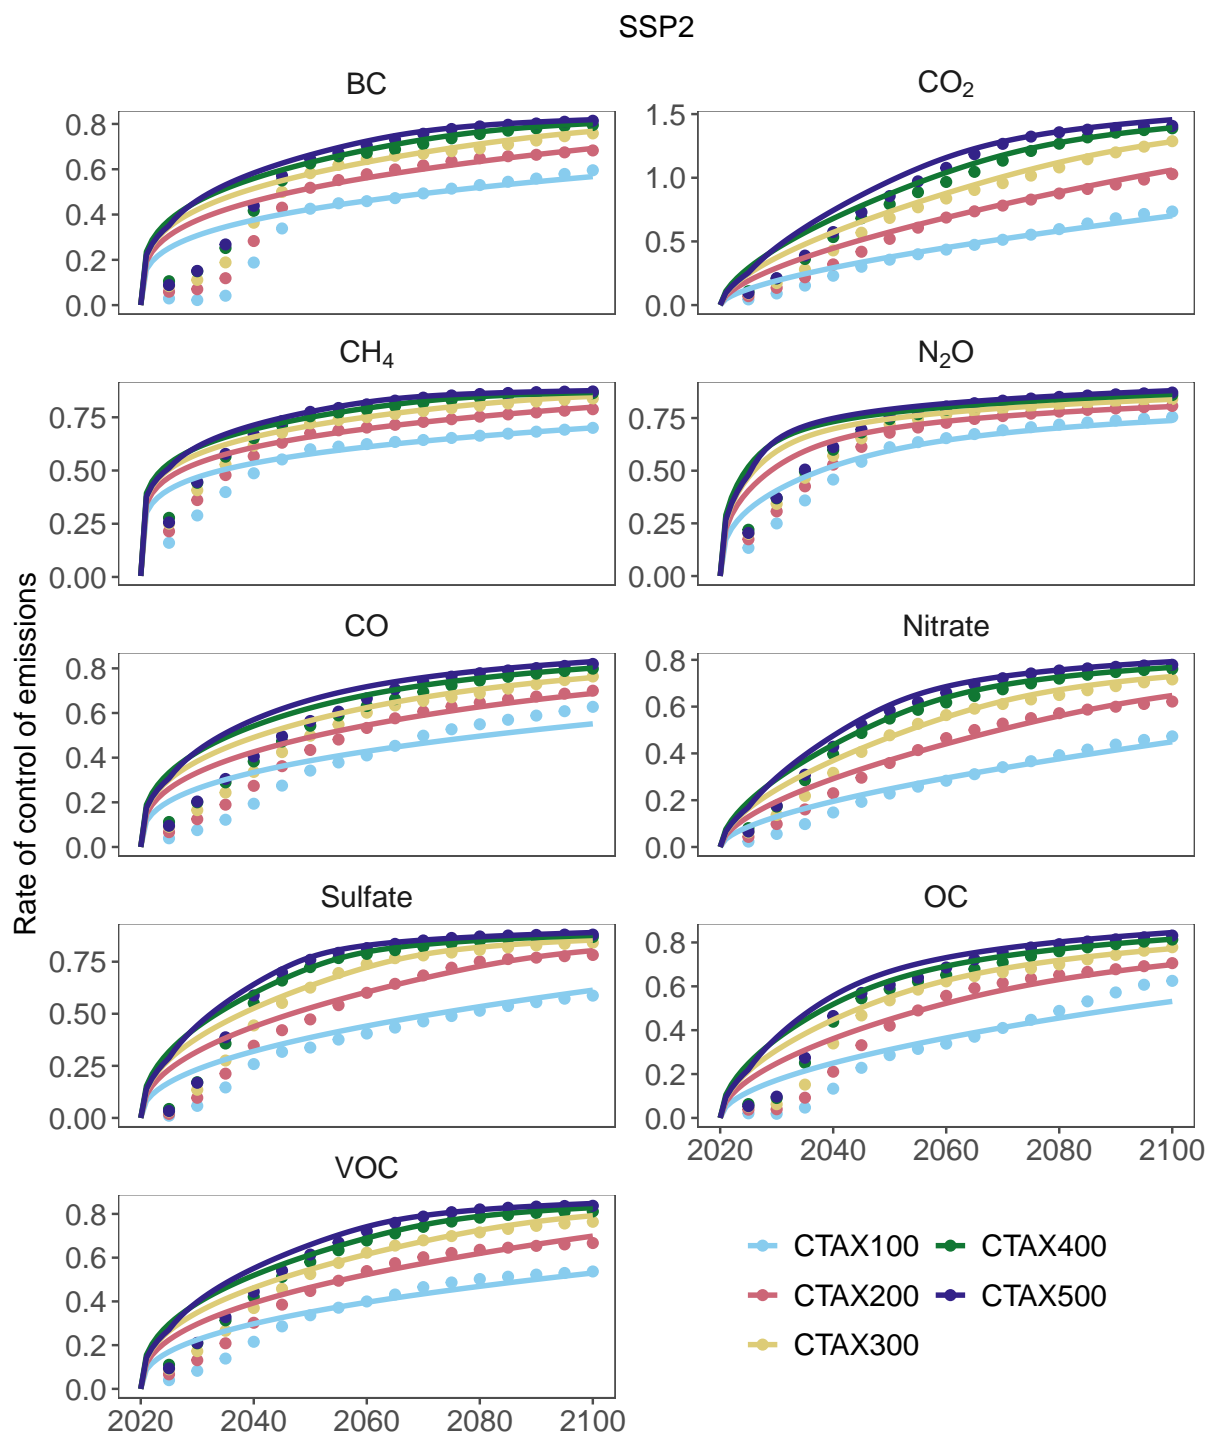 SSP2
BC
0.8
0.6
0.4
0.2
0.0
CO₂
1.5
1.0
0.5
0.0
CH₄
0.75
0.50
0.25
0.00
N₂O
0.75
0.50
0.25
0.00
Rate of control of emissions
CO
0.8
0.6
0.4
0.2
0.0
Nitrate
0.8
0.6
0.4
0.2
0.0
Sulfate
0.75
0.50
0.25
0.00
OC
0.8
0.6
0.4
0.2
0.0
2020 2040 2060 2080 2100
VOC
0.8
0.6
0.4
0.2
0.0
2020 2040 2060 2080 2100
CTAX100 CTAX400
CTAX200 CTAX500
CTAX300